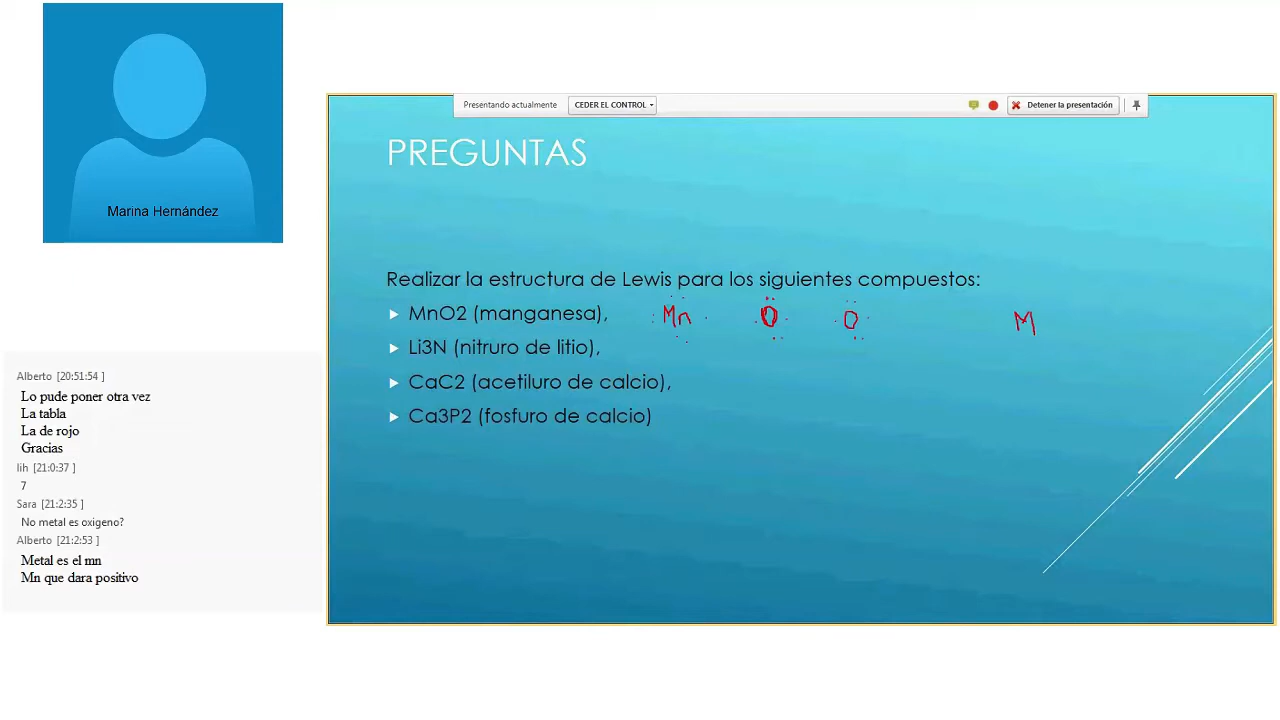 Marina Hernández
Presentando actualmente
CEDER EL CONTROL
Detener la presentación
PREGUNTAS
Realizar la estructura de Lewis para los siguientes compuestos:
MnO2 (manganesa),
Mn O O M
Li3N (nitruro de litio),
CaC2 (acetiluro de calcio),
Ca3P2 (fosfuro de calcio)
Alberto [20:51:54 ]
Lo pude poner otra vez
La tabla
La de rojo
Gracias
lih [21:0:37 ]
7
Sara [21:2:35 ]
No metal es oxigeno?
Alberto [21:2:53 ]
Metal es el mn
Mn que dara positivo